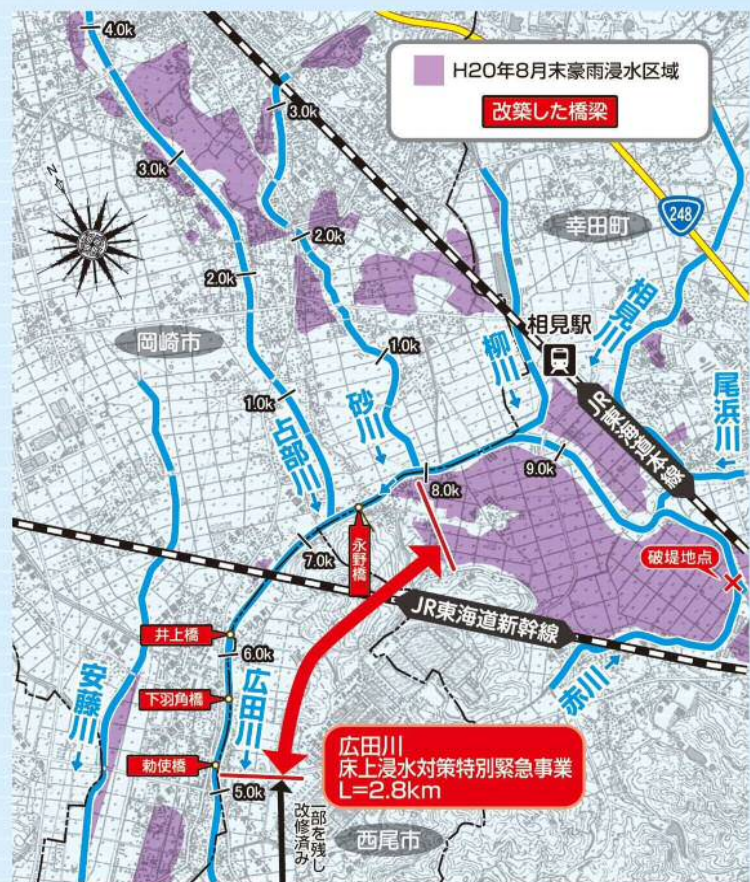 4.0k
H20年8月末豪雨浸水区域
改築した橋梁
3.0k
3.0k
N
248
幸田町
2.0k
2.0k
相見駅
相見川
柳川
岡崎市
1.0k
尾浜川
砂川
JR東海道本線
1.0k
占部川
9.0k
8.0k
永野橋
7.0k
破堤地点
JR東海道新幹線
井上橋
6.0k
安藤川
広田川
赤川
下羽角橋
勅使橋
5.0k
広田川
床上浸水対策特別緊急事業
L=2.8km
一部を残し
改修済み
西尾市